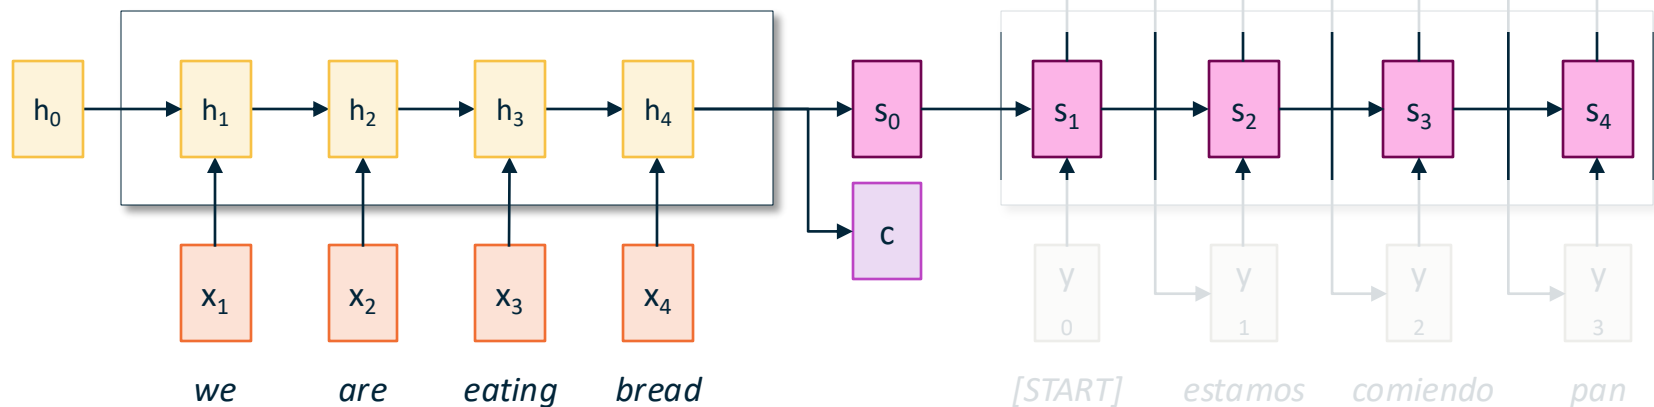 h0 h1 h2 h3 h4 s0 s1 s2 s3 s4
c
x1 x2 x3 x4 y0 y1 y2 y3
we are eating bread [START] estamos comiendo pan